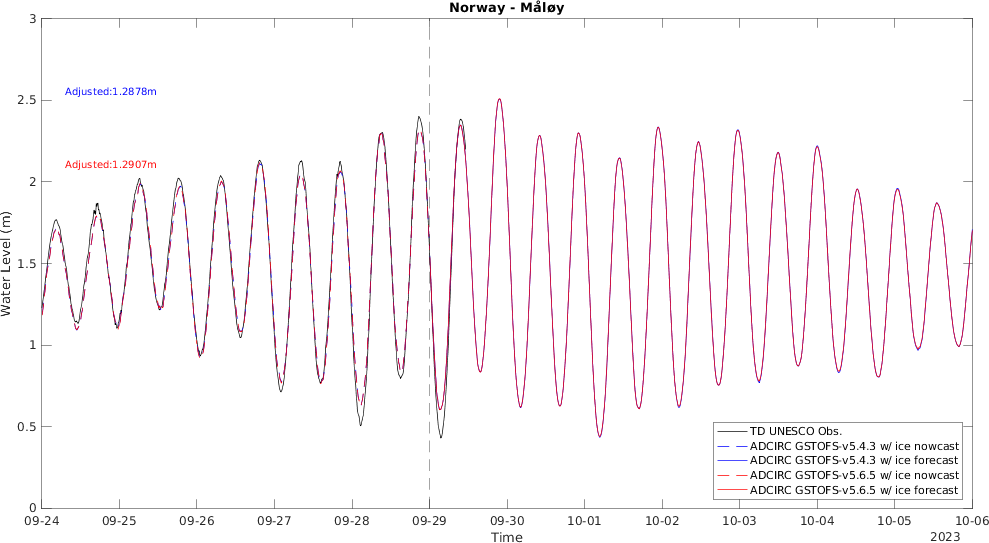 Norway - Måløy
3
2.5
2
1.5
1
0.5
0
Water Level (m)
Adjusted:1.2878m
Adjusted:1.2907m
TD UNESCO Obs.
ADCIRC GSTOFS-v5.4.3 w/ ice nowcast
ADCIRC GSTOFS-v5.4.3 w/ ice forecast
ADCIRC GSTOFS-v5.6.5 w/ ice nowcast
ADCIRC GSTOFS-v5.6.5 w/ ice forecast
09-24 09-25 09-26 09-27 09-28 09-29 09-30 10-01 10-02 10-03 10-04 10-05 10-06
Time
2023